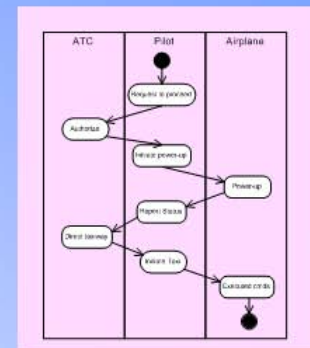 ATC Pilot Airplane
Request to proceed
Authorize
Initiate power-up
Power-up
Report Status
Direct taxiway
Initiate Taxi
Executed cmds